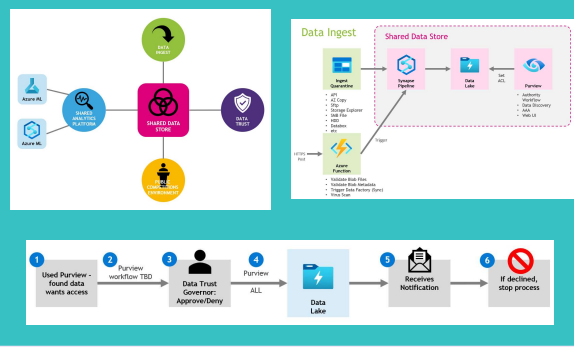 DATA
INGEST
Azure ML
SHARED
ANALYTICS
PLATFORM
SHARED DATA
STORE
DATA
TRUST
Azure ML
ENVIRONMENT
Data Ingest
Shared Data Store
Ingest
Quarantine
Synapse
Pipeline
Data
Lake
Set
ACL
Purview
• API
• AZ Copy
• Sftp
• Storage Explorer
• SMB File
• HDD
• Databox
• etc
• Authority
Workflow
• Data Discovery
• AAA
• Web UI
HTTPS
Post
Trigger
Azure
Function
• Validate Blob Files
• Validate Blob Metadata
• Trigger Data Factory (Sync)
• Virus Scan
1
Used Purview -
found data
wants access
2
Purview
workflow TBD
3
Data Trust
Governor:
Approve/Deny
4
Purview
ALL
Data
Lake
5
Receives
Notification
6
If declined,
stop process